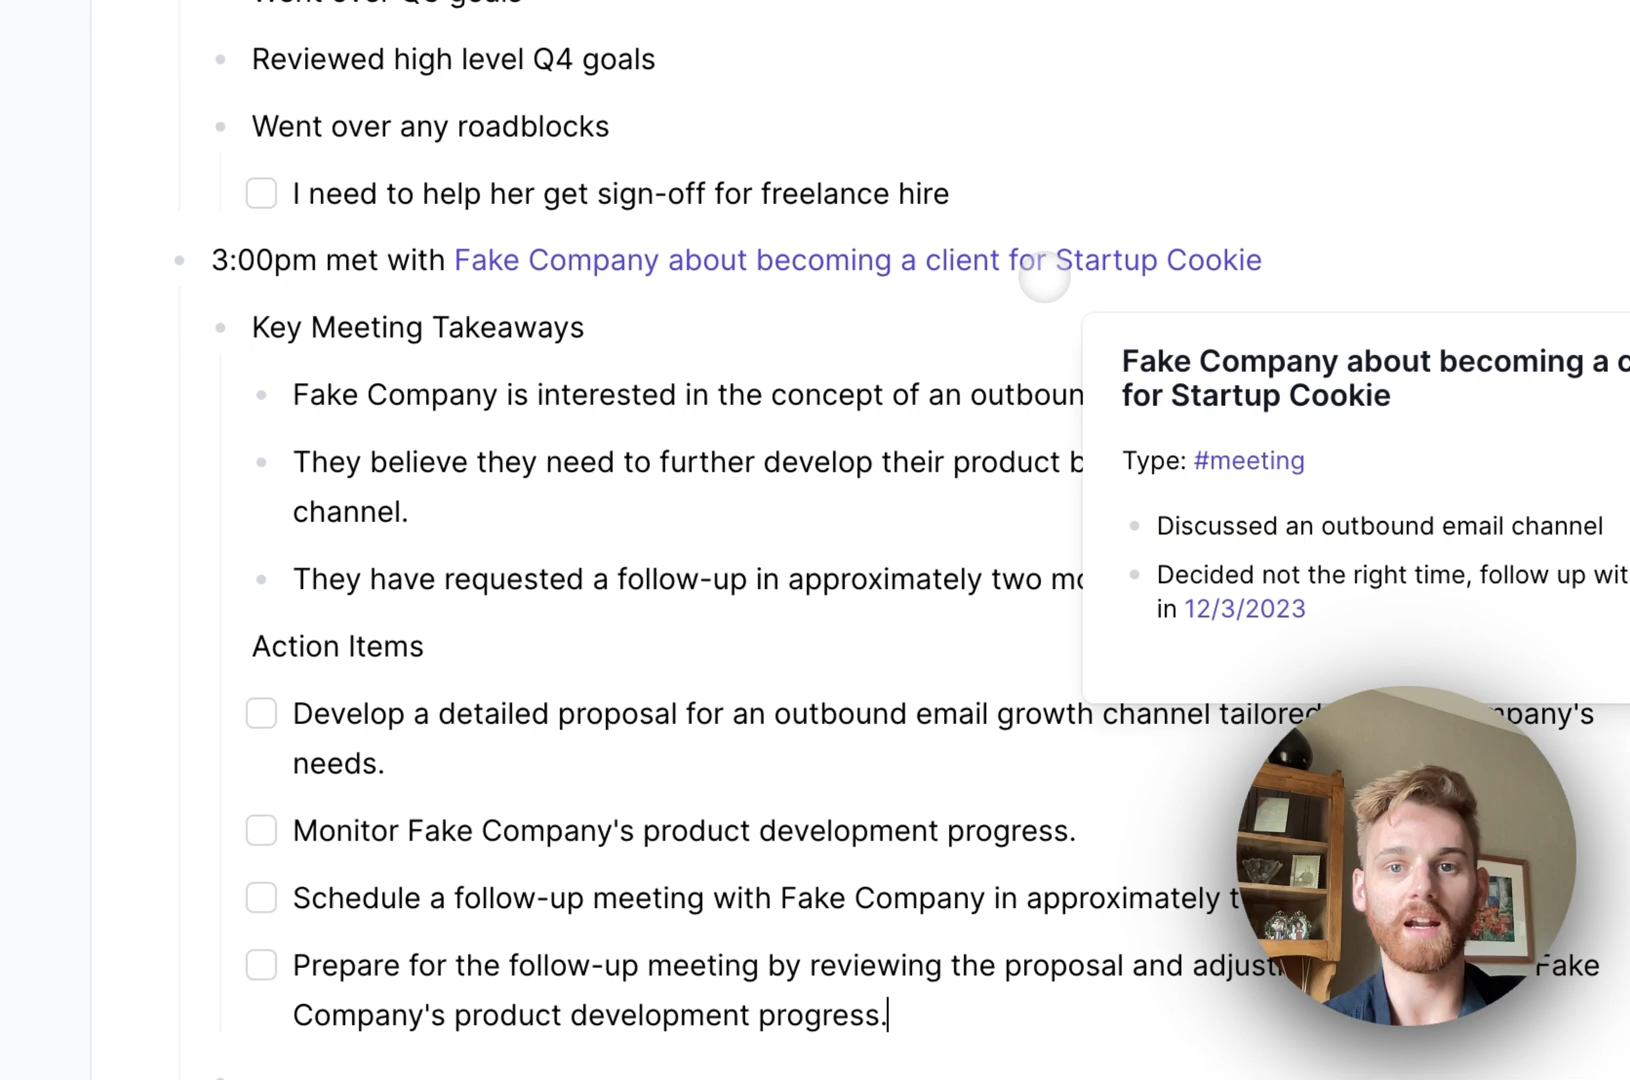 Reviewed high level Q4 goals
Went over any roadblocks
I need to help her get sign-off for freelance hire
3:00pm met with Fake Company about becoming a client for Startup Cookie
Key Meeting Takeaways
Fake Company is interested in the concept of an
They believe they need to further develop their product
channel.
They have requested a follow-up in approximately two
Action Items
Develop a detailed proposal for an outbound email growth channel tailored
needs.
Monitor Fake Company's product development progress.
Schedule a follow-up meeting with Fake Company in approximately
Prepare for the follow-up meeting by reviewing the proposal and Fake
Company's product development progress.
Fake Company about becoming a
for Startup Cookie
Type: #meeting
Discussed an outbound email channel
Decided not the right time, follow up
in 12/3/2023